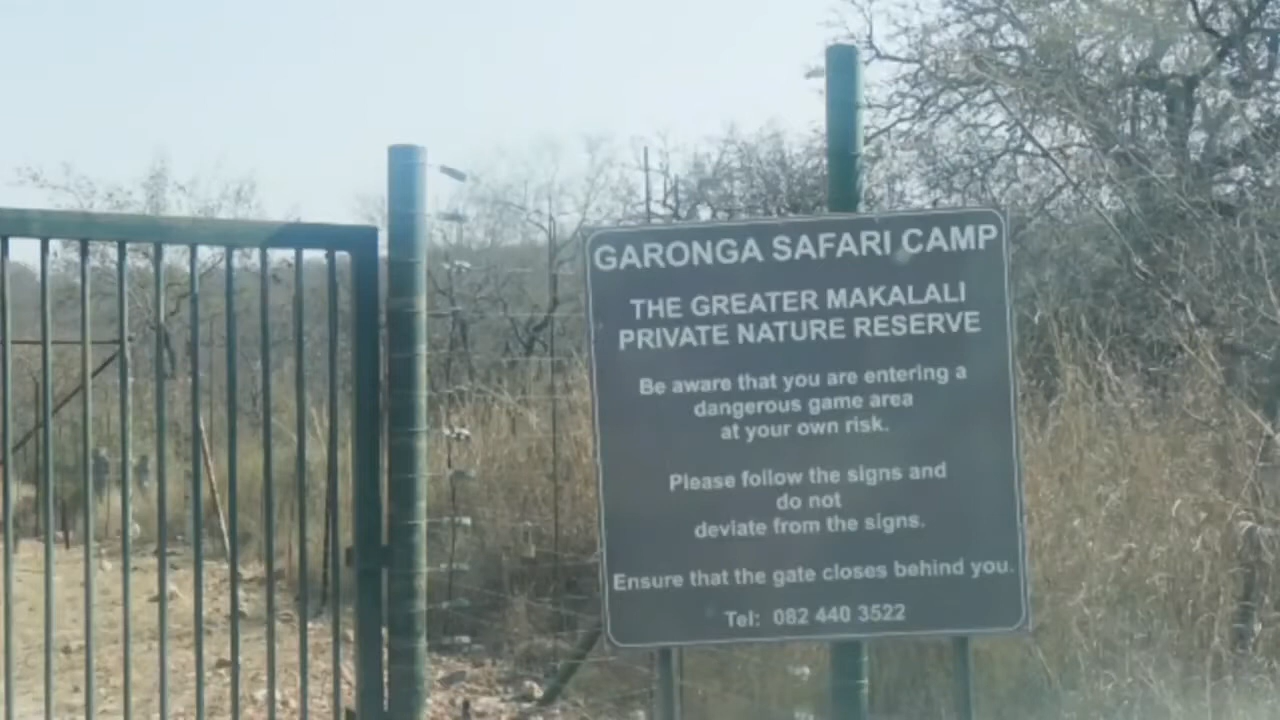 GARONGA SAFARI CAMP
THE GREATER MAKALALI
PRIVATE NATURE RESERVE
Be aware that you are entering a
dangerous game area
at your own risk.
Please follow the signs and
do not
deviate from the signs.
Ensure that the gate closes behind you.
Tel: 082 440 3522